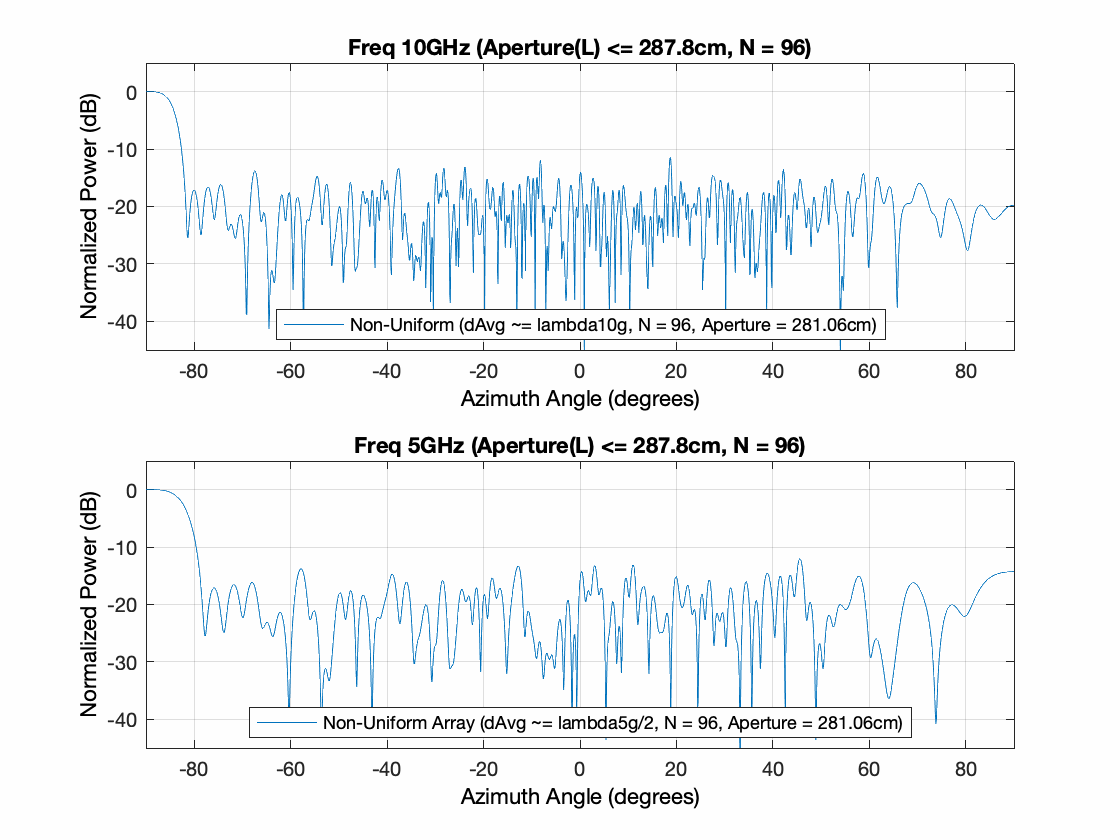 Freq 10GHz (Aperture(L) <= 287.8cm, N = 96)
Normalized Power (dB)
0
-10
-20
-30
-40
Non-Uniform (dAvg ~= lambda10g, N = 96, Aperture = 281.06cm)
-80 -60 -40 -20 0 20 40 60 80
Azimuth Angle (degrees)
Freq 5GHz (Aperture(L) <= 287.8cm, N = 96)
Normalized Power (dB)
0
-10
-20
-30
-40
Non-Uniform Array (dAvg ~= lambda5g/2, N = 96, Aperture = 281.06cm)
-80 -60 -40 -20 0 20 40 60 80
Azimuth Angle (degrees)